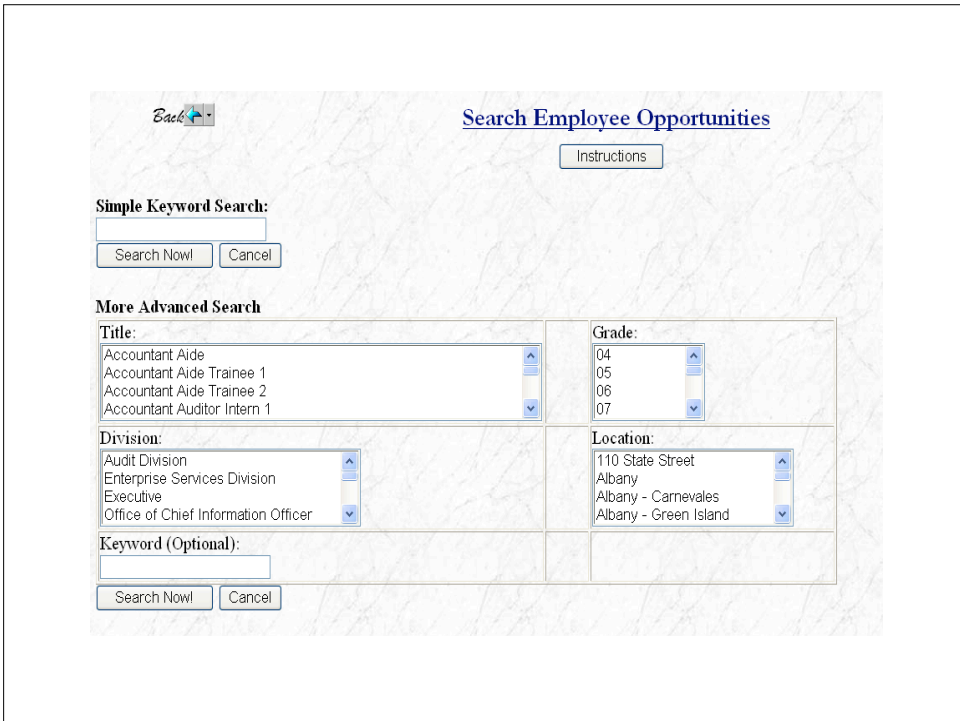 Back
Search Employee Opportunities
Instructions
Simple Keyword Search:
Search Now! Cancel
More Advanced Search
Title:
Accountant Aide
Accountant Aide Trainee 1
Accountant Aide Trainee 2
Accountant Auditor Intern 1
Grade:
04
05
06
07
Division:
Audit Division
Enterprise Services Division
Executive
Office of Chief Information Officer
Location:
110 State Street
Albany
Albany - Carnevales
Albany - Green Island
Keyword (Optional):
Search Now! Cancel